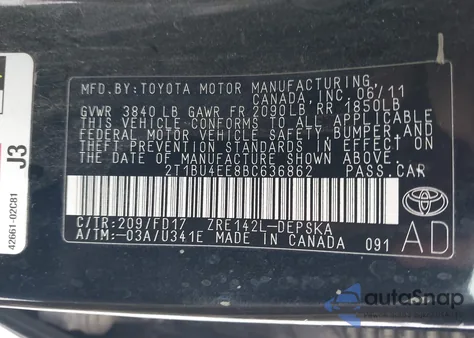 MFD.BY:TOYOTA MOTOR MANUFACTURING,
CANADA,INC.06/11
GVWR 3840 LB GAWR FR 2090LB,RR 1850LB
THIS VEHICLE CONFORMS TO ALL APPLICABLE
FEDERAL MOTOR VEHICLE SAFETY,BUMPER,AND
THEFT PREVENTION STANDARDS IN EFFECT ON
THE DATE OF MANUFACTURE SHOWN ABOVE.
2T1BU4EE8BC636862 PASS.CAR
C/TR:209/FD17 ZRE142L-DEPSKA
A/TM:-03A/U341E MADE IN CANADA 091
AD
J3
42661-02C81
autoSnap